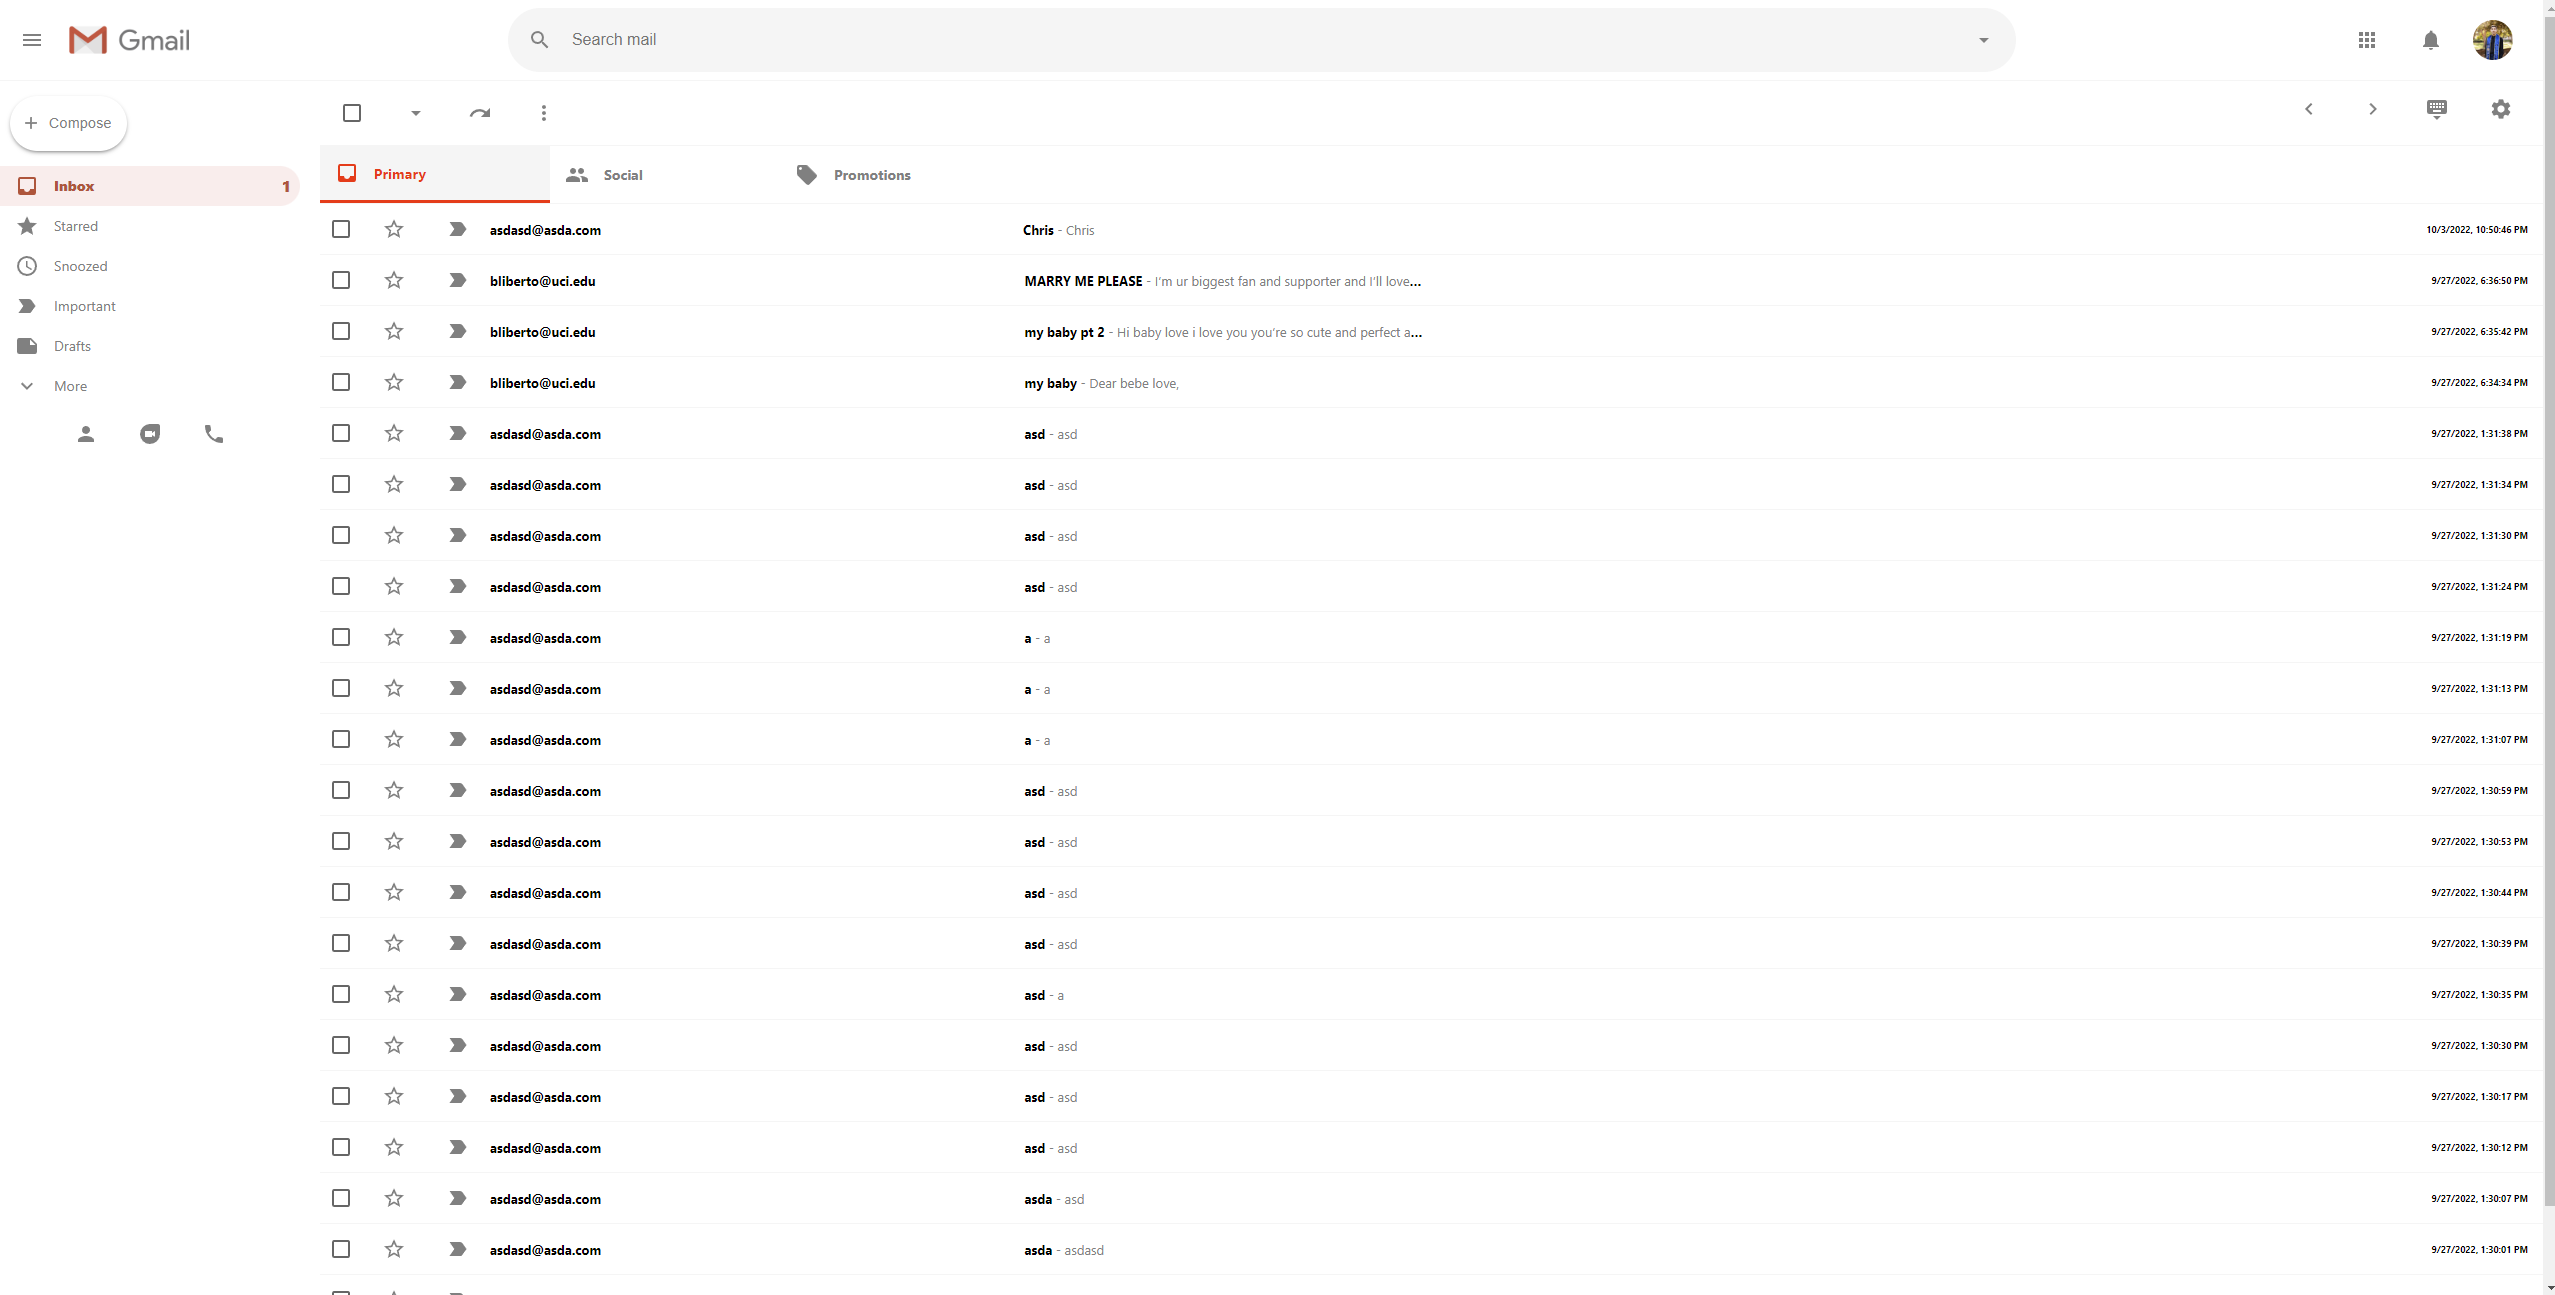 Gmail
Search mail
Compose
Inbox 1
Starred
Snoozed
Important
Drafts
More
Primary Social Promotions
asdasd@asda.com Chris - Chris 10/3/2022, 10:50:46 PM
bliberto@uci.edu MARRY ME PLEASE - I'm ur biggest fan and supporter and I'll love... 9/27/2022, 6:36:50 PM
bliberto@uci.edu my baby pt 2 - Hi baby love i love you you're so cute and perfect a... 9/27/2022, 6:35:42 PM
bliberto@uci.edu my baby - Dear bebe love, 9/27/2022, 6:34:34 PM
asdasd@asda.com asd - asd 9/27/2022, 1:31:38 PM
asdasd@asda.com asd - asd 9/27/2022, 1:31:34 PM
asdasd@asda.com asd - asd 9/27/2022, 1:31:30 PM
asdasd@asda.com asd - asd 9/27/2022, 1:31:24 PM
asdasd@asda.com a - a 9/27/2022, 1:31:19 PM
asdasd@asda.com a - a 9/27/2022, 1:31:13 PM
asdasd@asda.com a - a 9/27/2022, 1:31:07 PM
asdasd@asda.com asd - asd 9/27/2022, 1:30:59 PM
asdasd@asda.com asd - asd 9/27/2022, 1:30:53 PM
asdasd@asda.com asd - asd 9/27/2022, 1:30:44 PM
asdasd@asda.com asd - asd 9/27/2022, 1:30:39 PM
asdasd@asda.com asd - a 9/27/2022, 1:30:35 PM
asdasd@asda.com asd - asd 9/27/2022, 1:30:30 PM
asdasd@asda.com asd - asd 9/27/2022, 1:30:17 PM
asdasd@asda.com asd - asd 9/27/2022, 1:30:12 PM
asdasd@asda.com asda - asd 9/27/2022, 1:30:07 PM
asdasd@asda.com asda - asdasd 9/27/2022, 1:30:01 PM